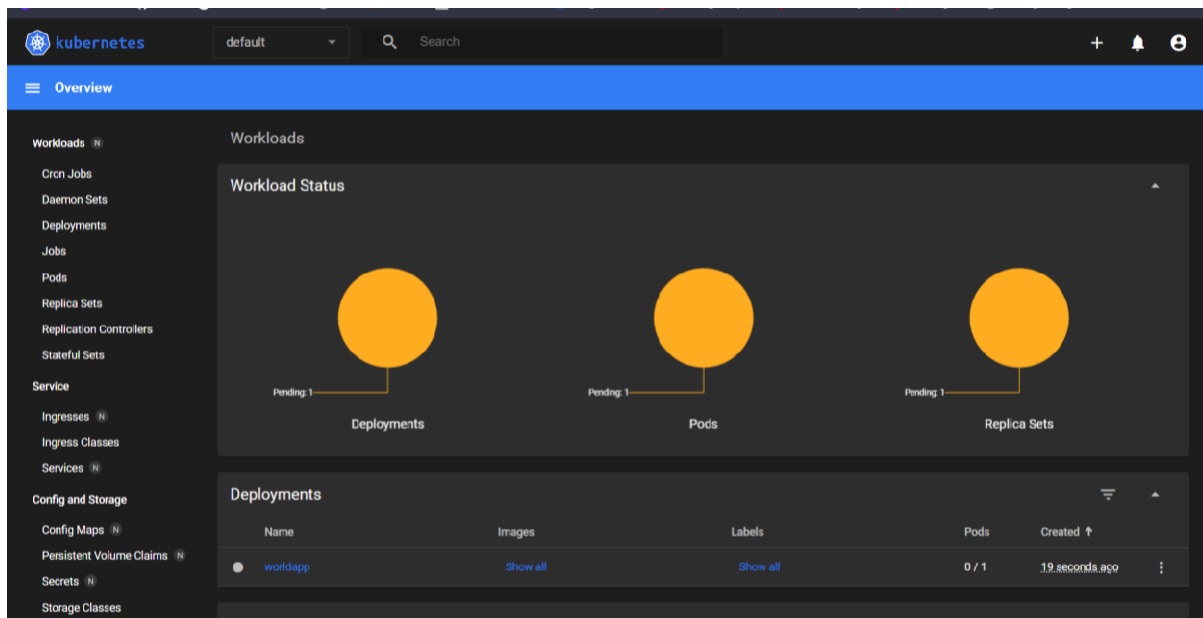 kubernetes
default
Search
Overview
Workloads N
Cron Jobs
Daemon Sets
Deployments
Jobs
Pods
Replica Sets
Replication Controllers
Stateful Sets
Service
Ingresses N
Ingress Classes
Services N
Config and Storage
Config Maps N
Persistent Volume Claims N
Secrets N
Storage Classes
Workloads
Workload Status
Pending: 1 Pending: 1 Pending: 1
Deployments Pods Replica Sets
Deployments
Name Images Labels Pods Created ↑
worldapp Show all Show all 0 / 1 19 seconds ago